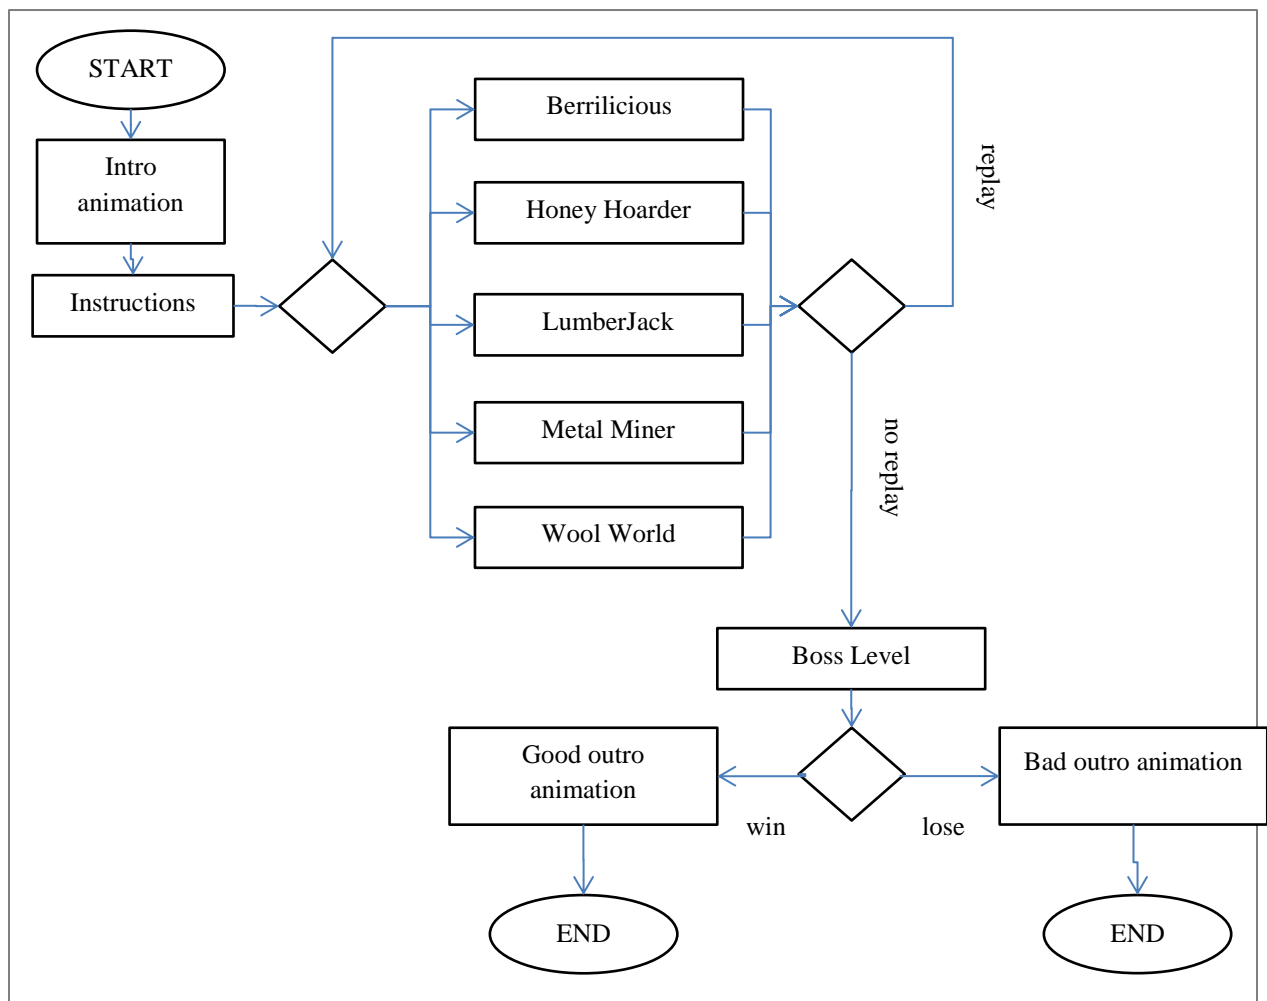 START
Intro
animation
Instructions
Berrilicious
Honey Hoarder
LumberJack
Metal Miner
Wool World
replay
no replay
Boss Level
Good outro
animation
win
lose
Bad outro animation
END
END